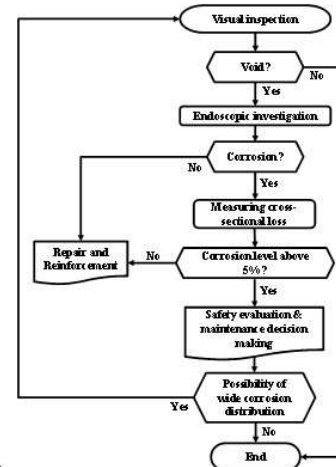 Visual inspection
Void?
No
Yes
Endoscopic investigation
Corrosion?
No
Yes
Measuring cross-
sectional loss
Repair and
Reinforcement
No
Corrosion level above
5%?
Yes
Safety evaluation &
maintenance decision
making
Possibility of
wide corrosion
distribution
Yes
No
End